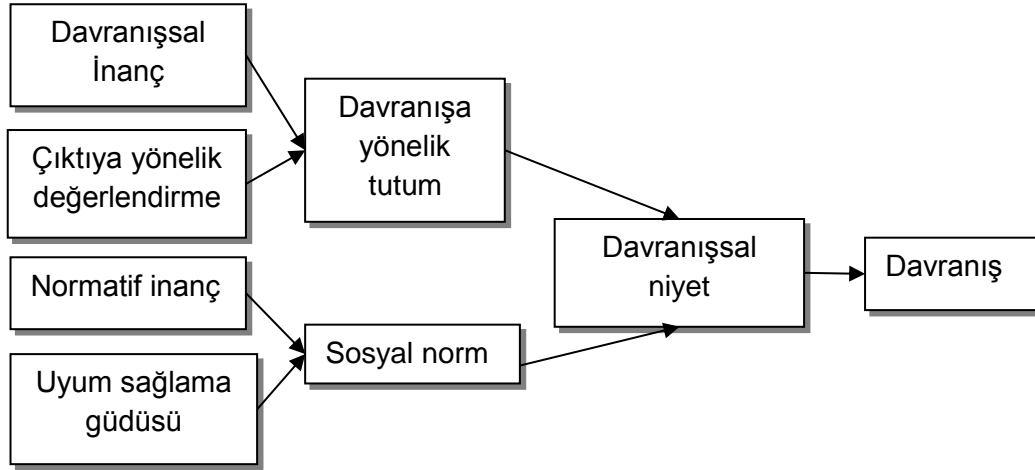 Davranışsal
İnanç
Çıktıya yönelik
değerlendirme
Normatif inanç
Uyum sağlama
güdüsü
Davranışa
yönelik
tutum
Sosyal norm
Davranışsal
niyet
Davranış